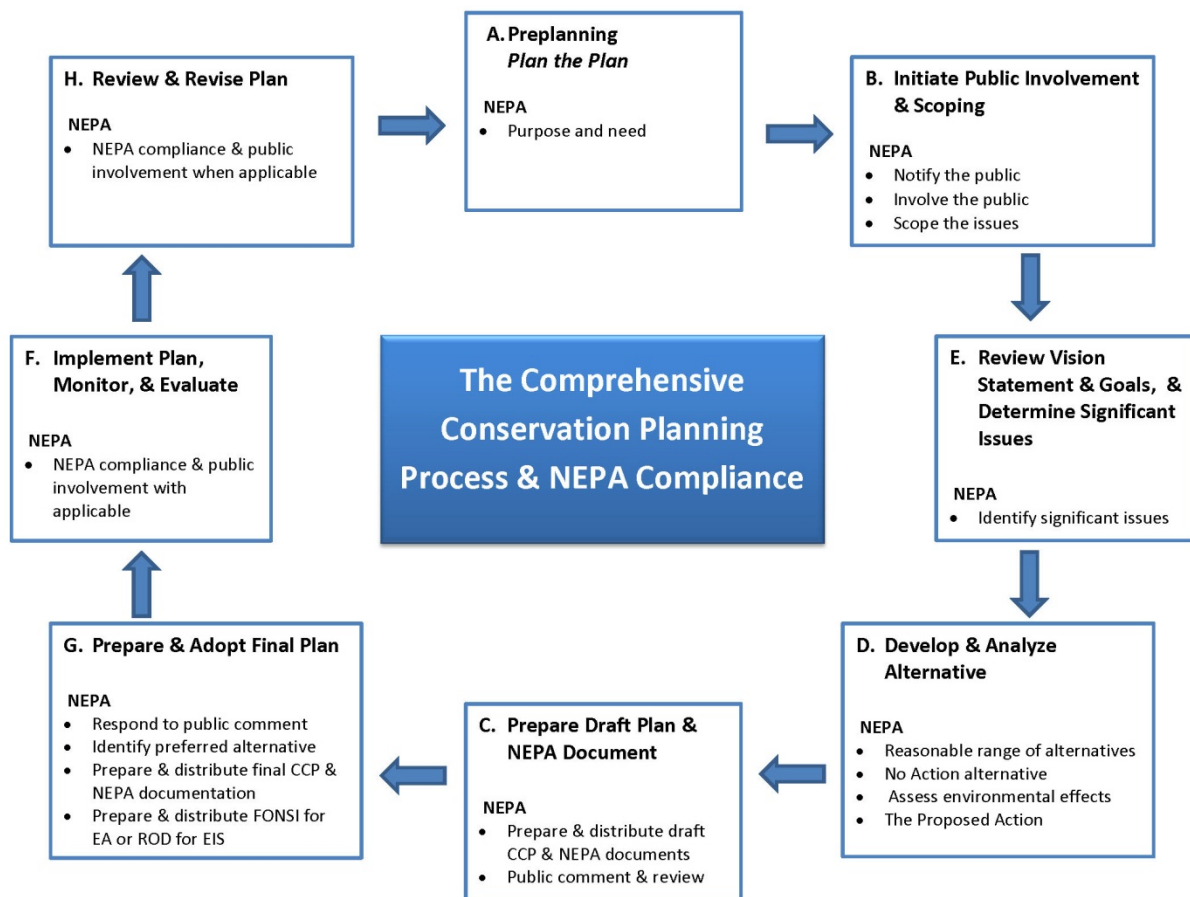 A. Preplanning
Plan the Plan
NEPA
• Purpose and need
B. Initiate Public Involvement
& Scoping
NEPA
• Notify the public
• Involve the public
• Scope the issues
E. Review Vision
Statement & Goals, &
Determine Significant
Issues
NEPA
• Identify significant issues
D. Develop & Analyze
Alternative
NEPA
• Reasonable range of alternatives
• No Action alternative
• Assess environmental effects
• The Proposed Action
C. Prepare Draft Plan &
NEPA Document
NEPA
• Prepare & distribute draft
CCP & NEPA documents
• Public comment & review
G. Prepare & Adopt Final Plan
NEPA
• Respond to public comment
• Identify preferred alternative
• Prepare & distribute final CCP &
NEPA documentation
• Prepare & distribute FONSI for
EA or ROD for EIS
F. Implement Plan,
Monitor, & Evaluate
NEPA
• NEPA compliance & public
involvement with
applicable
H. Review & Revise Plan
NEPA
• NEPA compliance & public
involvement when applicable
The Comprehensive
Conservation Planning
Process & NEPA Compliance